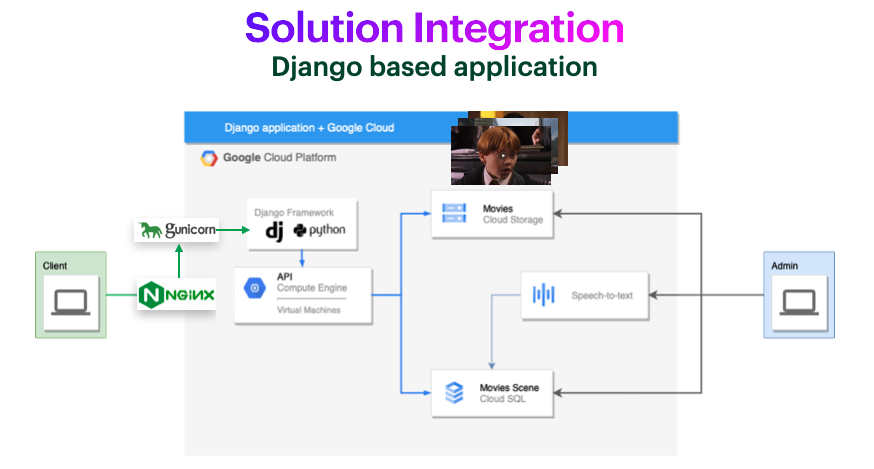 Solution Integration
Django based application
Django application + Google Cloud
Google Cloud Platform
Django Framework
dj python
gunicorn
Client
NGiNX
API
Compute Engine
Virtual Machines
Movies
Cloud Storage
Speech-to-text
Movies Scene
Cloud SQL
Admin